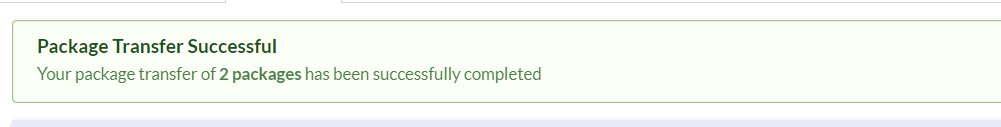 Package Transfer Successful
Your package transfer of 2 packages has been successfully completed